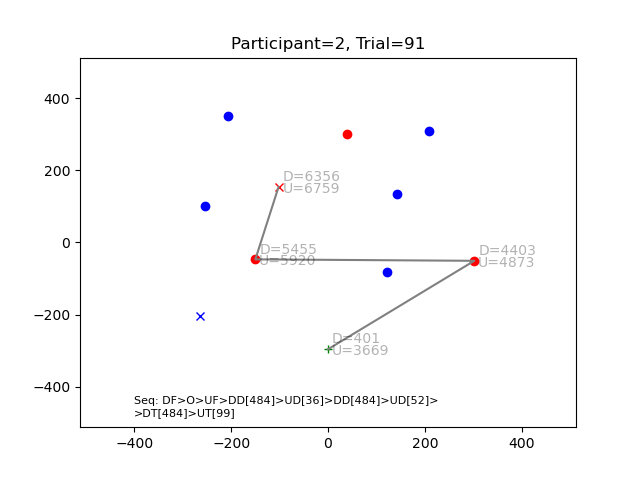 Participant=2, Trial=91
400
200
0
−200
−400
D=6356
U=6759
D=5455
U=5920
D=4403
U=4873
D=401
U=3669
Seq: DF>O>UF>DD[484]>UD[36]>DD[484]>UD[52]>
>DT[484]>UT[99]
−400 −200 0 200 400